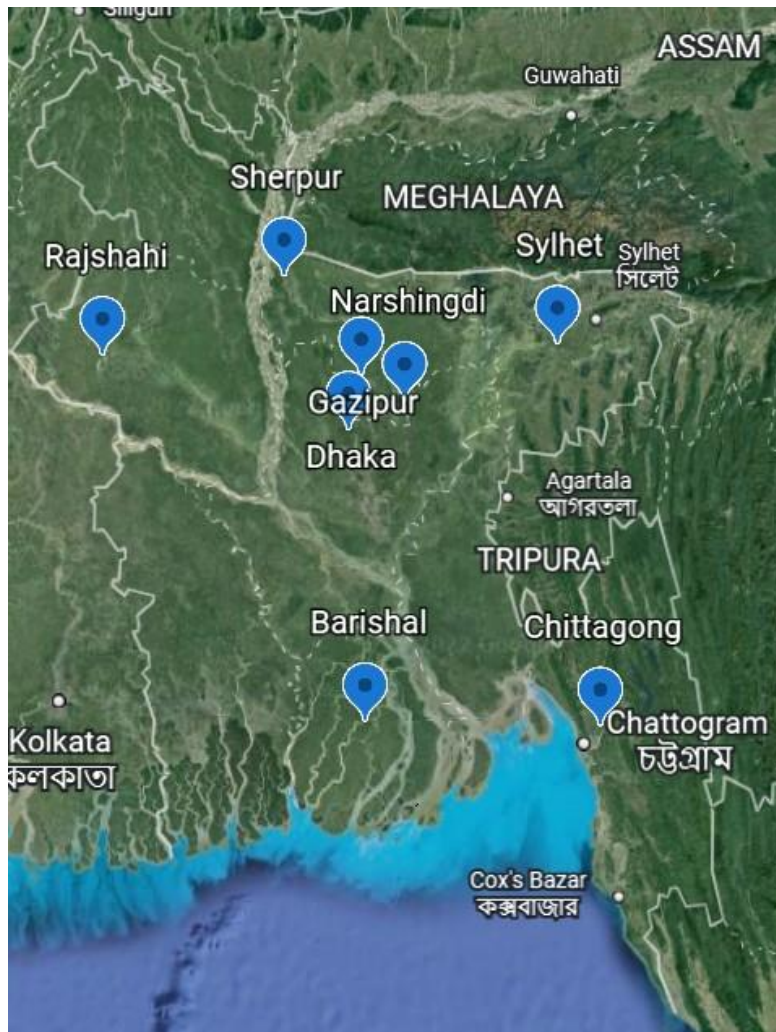 Siliguri
ASSAM
Guwahati
Sherpur
MEGHALAYA
Rajshahi
Sylhet
Sylhet
সিলেট
Narshingdi
Gazipur
Dhaka
Agartala
আগরতলা
TRIPURA
Barishal
Chittagong
Kolkata
কলকাতা
Chattogram
চট্টগ্রাম
Cox's Bazar
কক্সবাজার